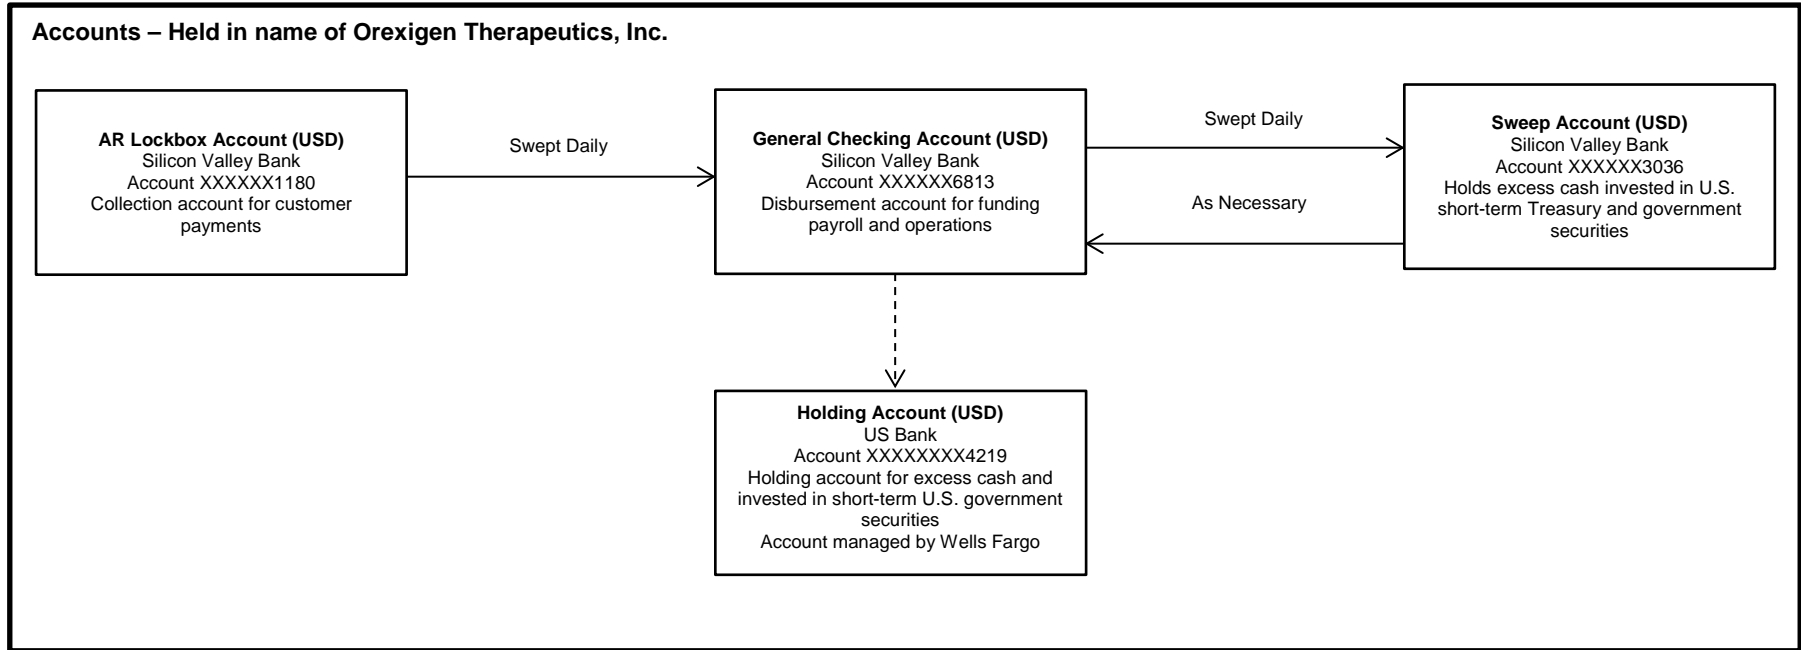 Accounts – Held in name of Orexigen Therapeutics, Inc.
AR Lockbox Account (USD)
Silicon Valley Bank
Account XXXXXX1180
Collection account for customer
payments
Swept Daily
General Checking Account (USD)
Silicon Valley Bank
Account XXXXXX6813
Disbursement account for funding
payroll and operations
Swept Daily
As Necessary
Sweep Account (USD)
Silicon Valley Bank
Account XXXXXX3036
Holds excess cash invested in U.S.
short-term Treasury and government
securities
Holding Account (USD)
US Bank
Account XXXXXXXX4219
Holding account for excess cash and
invested in short-term U.S. government
securities
Account managed by Wells Fargo